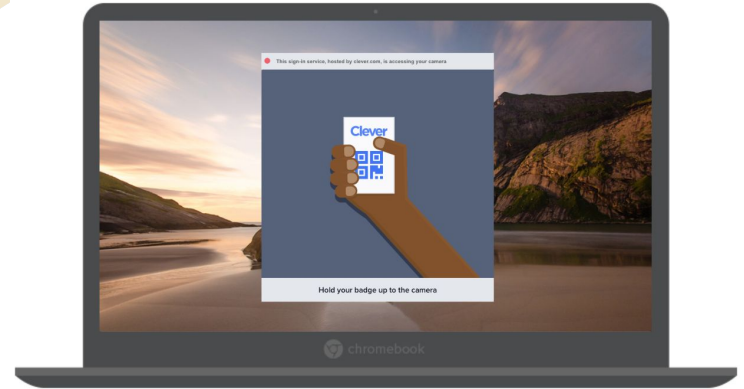 This sign-in service, hosted by clever.com, is accessing your camera
Clever
Hold your badge up to the camera
chromebook